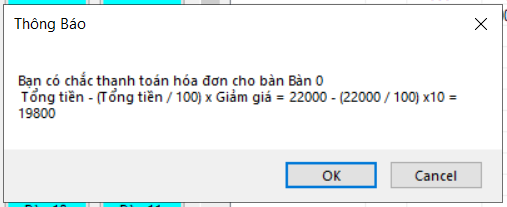 Thông Báo
Bạn có chắc thanh toán hóa đơn cho bàn Bàn 0
Tổng tiền - (Tổng tiền / 100) x Giảm giá = 22000 - (22000 / 100) x10 =
19800
OK
Cancel